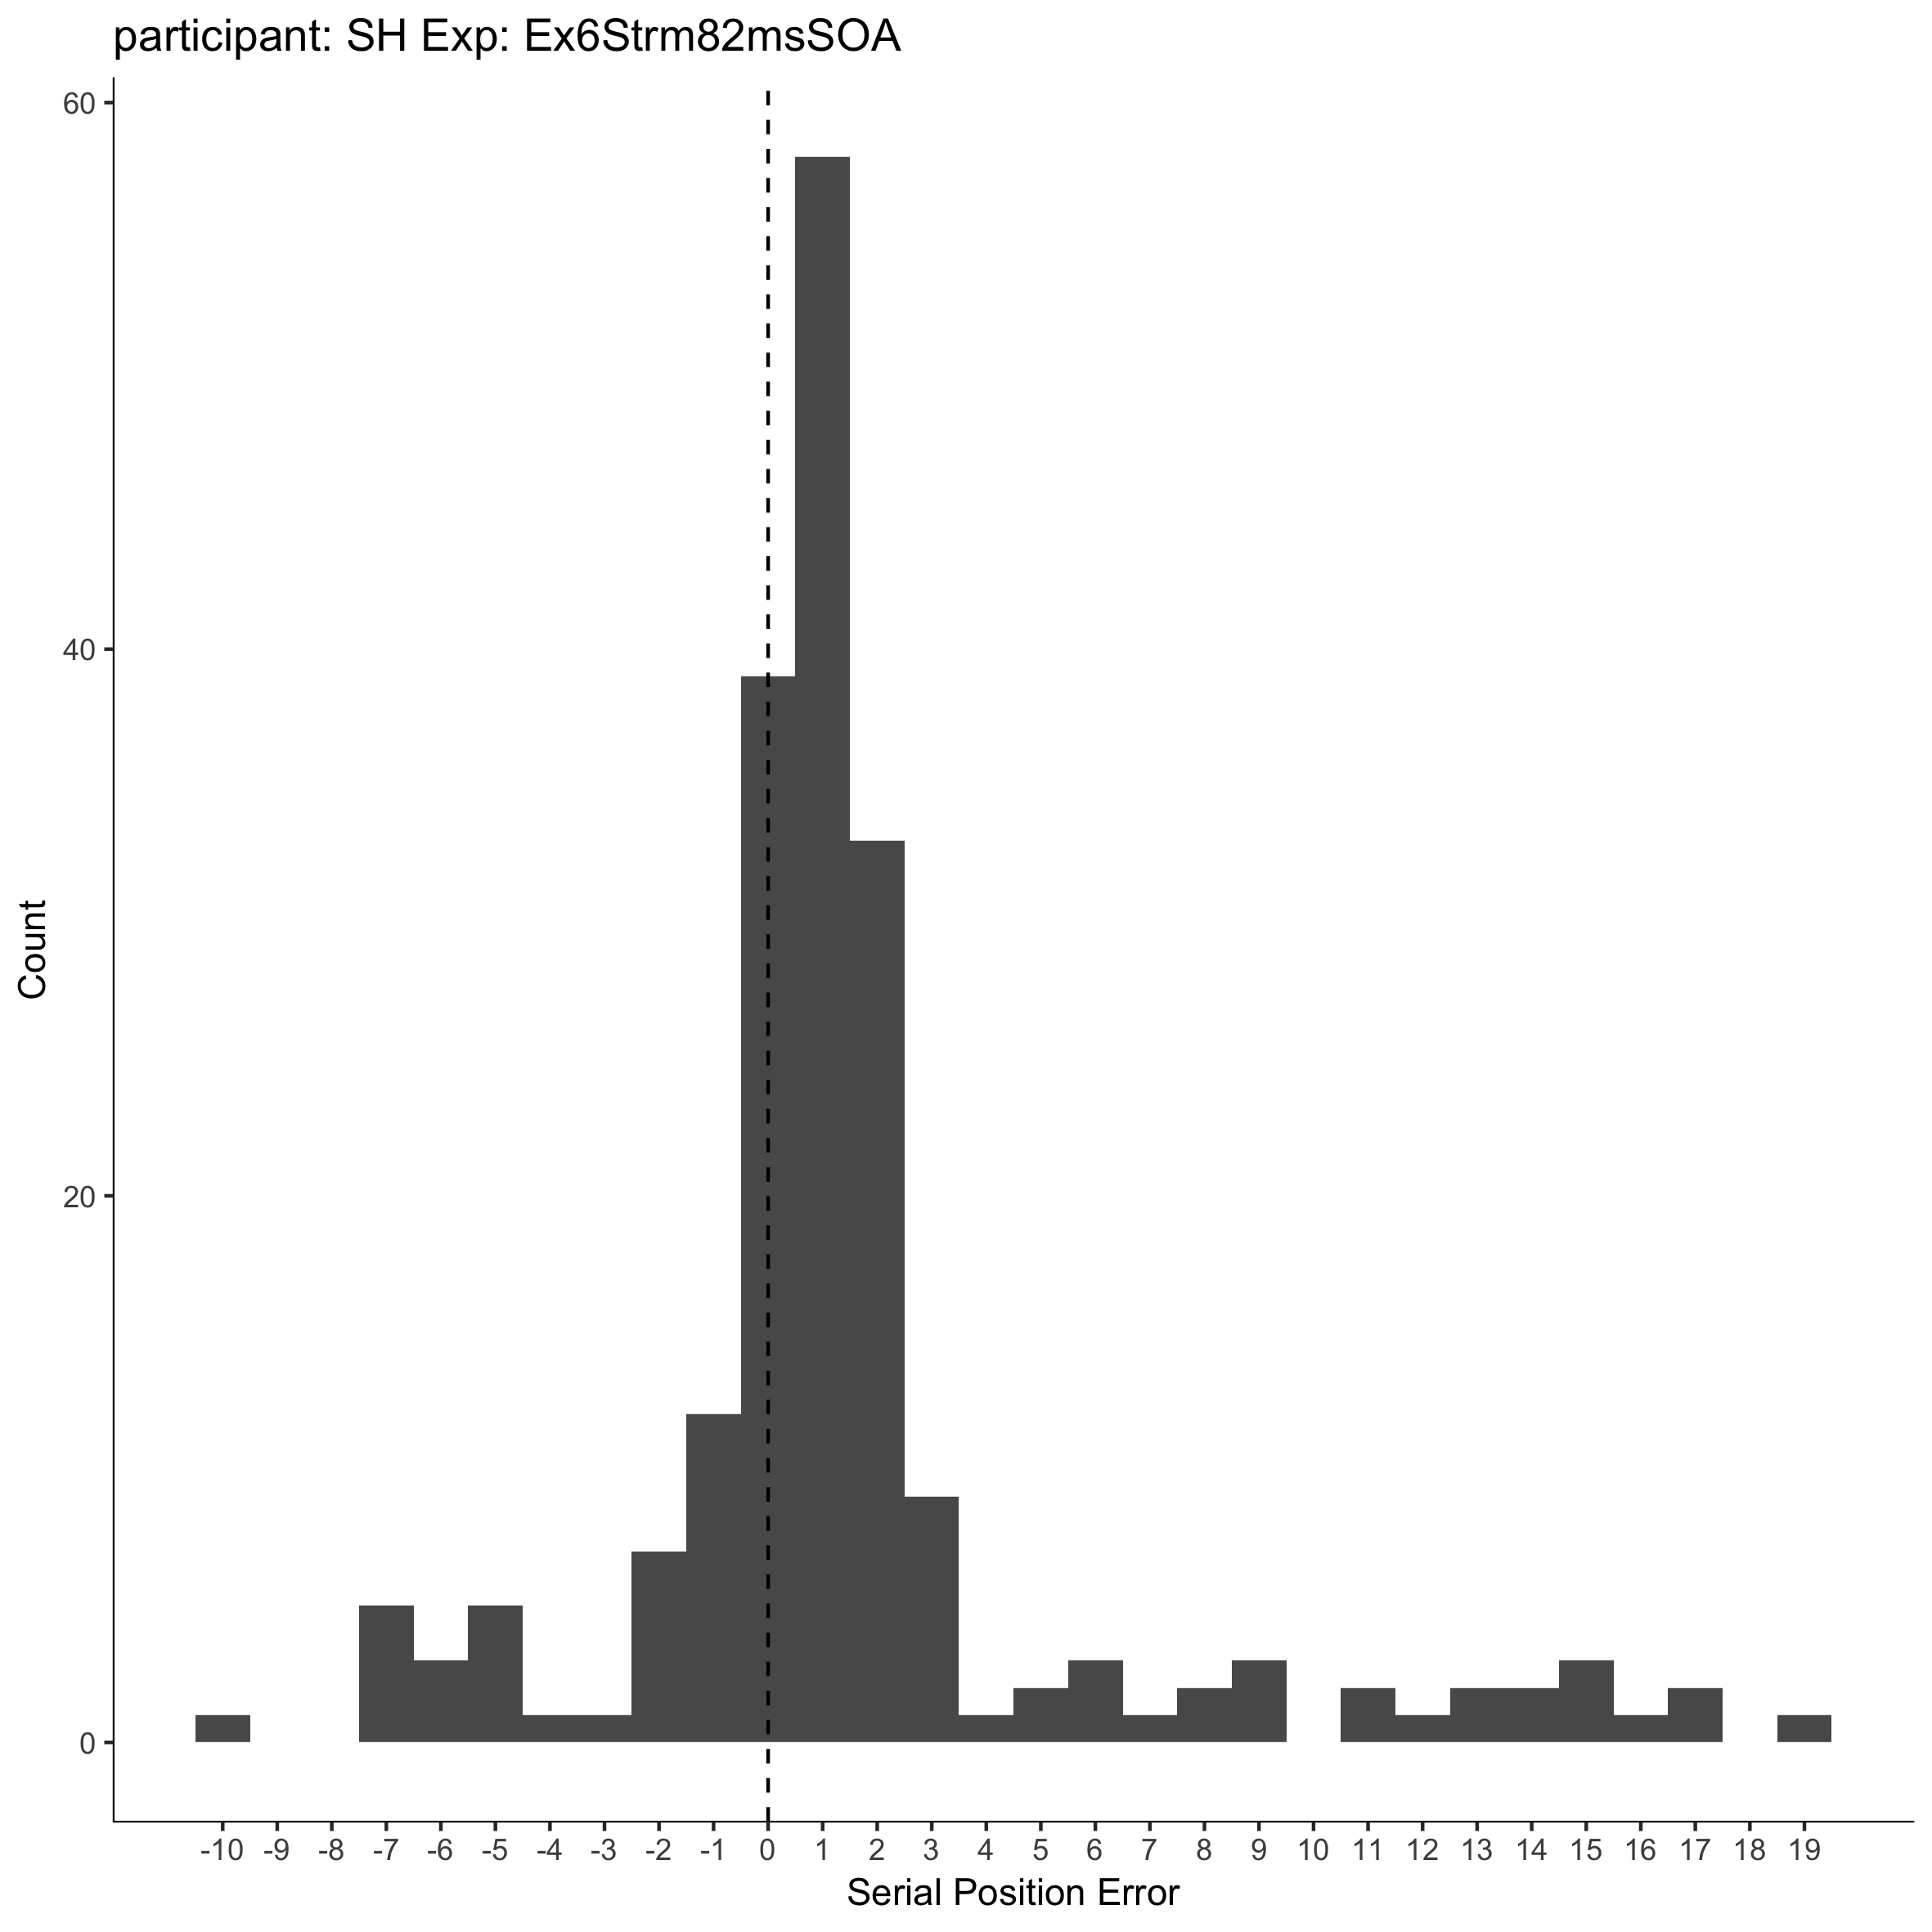 participant: SH Exp: Ex6Strm82msSOA
60
40
20
0
Count
-10 -9 -8 -7 -6 -5 -4 -3 -2 -1 0 1 2 3 4 5 6 7 8 9 10 11 12 13 14 15 16 17 18 19
Serial Position Error